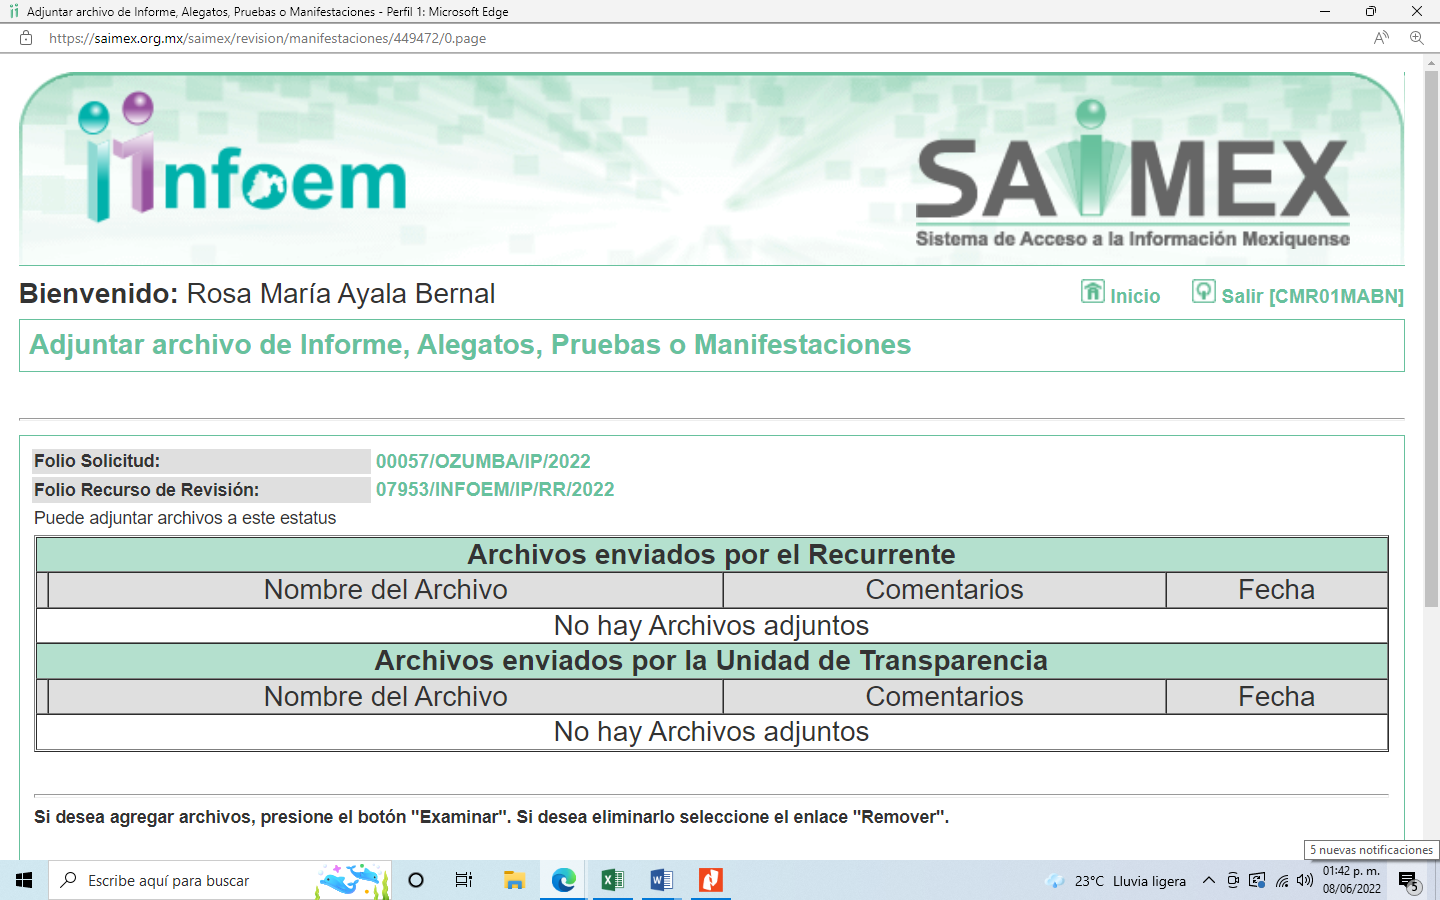 Adjuntar archivo de Informe, Alegatos, Pruebas o Manifestaciones - Perfil 1: Microsoft Edge
https://saimex.org.mx/saimex/revision/manifestaciones/449472/0.page
infoem
SAIMEX
Sistema de Acceso a la Información Mexiquense
Bienvenido: Rosa María Ayala Bernal
Inicio
Salir [CMR01MABN]
Adjuntar archivo de Informe, Alegatos, Pruebas o Manifestaciones
Folio Solicitud: 00057/OZUMBA/IP/2022
Folio Recurso de Revisión: 07953/INFOEM/IP/RR/2022
Puede adjuntar archivos a este estatus
Archivos enviados por el Recurrente
Nombre del Archivo Comentarios Fecha
No hay Archivos adjuntos
Archivos enviados por la Unidad de Transparencia
Nombre del Archivo Comentarios Fecha
No hay Archivos adjuntos
Si desea agregar archivos, presione el botón "Examinar". Si desea eliminarlo seleccione el enlace "Remover".
5 nuevas notificaciones
Escribe aquí para buscar
23°C Lluvia ligera
01:42 p. m.
08/06/2022
5